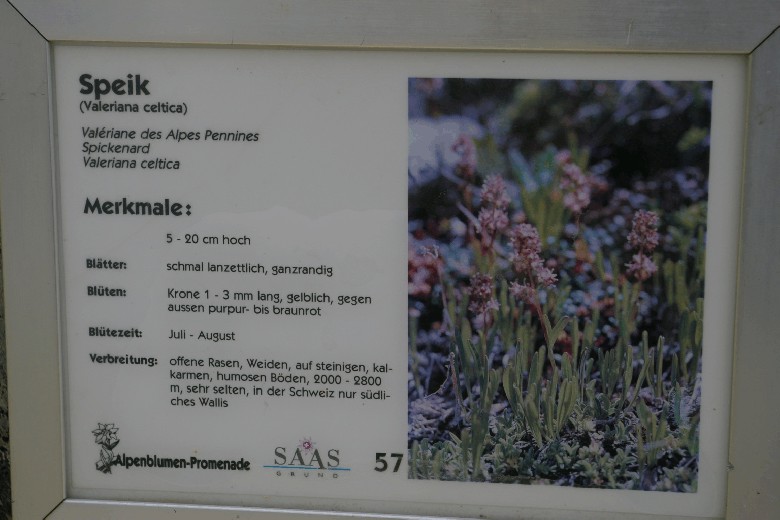 Speik
(Valeriana celtica)
Valériane des Alpes Pennines
Spickenard
Valeriana celtica
Merkmale:
5 - 20 cm hoch
Blätter: schmal lanzettlich, ganzrandig
Blüten: Krone 1 - 3 mm lang, gelblich, gegen
aussen purpur- bis braunrot
Blütezeit: Juli - August
Verbreitung: offene Rasen, Weiden, auf steinigen, kal-
karmen, humosen Böden, 2000 - 2800
m, sehr selten, in der Schweiz nur südli-
ches Wallis
Alpenblumen-Promenade
SAAS
GRUND
57